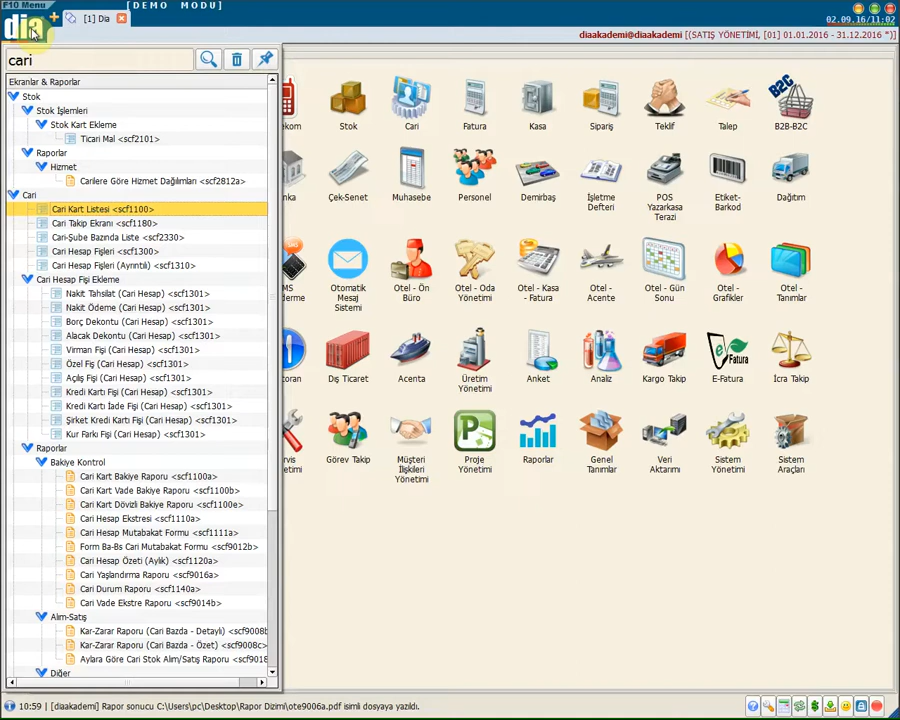 F10 Menu
[DEMO MODU]
dia
[1] Dia
02.09.16/11:02
diaakademi@diaakademi [(SATIŞ YÖNETİMİ, [01] 01.01.2016 - 31.12.2016 ★)]
cari
Ekranlar & Raporlar
Stok
Stok İşlemleri
Stok Kart Ekleme
Ticari Mal <scf2101>
Raporlar
Hizmet
Carilere Göre Hizmet Dağılımları <scf2812a>
Cari
Cari Kart Listesi <scf1100>
Cari Takip Ekranı <scf1180>
Cari-Şube Bazında Liste <scf2330>
Cari Hesap Fişleri <scf1300>
Cari Hesap Fişleri (Ayrıntılı) <scf1310>
Cari Hesap Fişi Ekleme
Nakit Tahsilat (Cari Hesap) <scf1301>
Nakit Ödeme (Cari Hesap) <scf1301>
Borç Dekontu (Cari Hesap) <scf1301>
Alacak Dekontu (Cari Hesap) <scf1301>
Virman Fişi (Cari Hesap) <scf1301>
Özel Fiş (Cari Hesap) <scf1301>
Açılış Fişi (Cari Hesap) <scf1301>
Kredi Kartı Fişi (Cari Hesap) <scf1301>
Kredi Kartı İade Fişi (Cari Hesap) <scf1301>
Şirket Kredi Kartı Fişi (Cari Hesap) <scf1301>
Kur Farkı Fişi (Cari Hesap) <scf1301>
Raporlar
Bakiye Kontrol
Cari Kart Bakiye Raporu <scf1100a>
Cari Kart Vade Bakiye Raporu <scf1100b>
Cari Kart Dövizli Bakiye Raporu <scf1100e>
Cari Hesap Ekstresi <scf1110a>
Cari Hesap Mutabakat Formu <scf1111a>
Form Ba-Bs Cari Mutabakat Formu <scf9012b>
Cari Hesap Özeti (Aylık) <scf1120a>
Cari Yaşlandırma Raporu <scf9016a>
Cari Durum Raporu <scf1140a>
Cari Vade Ekstre Raporu <scf9014b>
Alım-Satış
Kar-Zarar Raporu (Cari Bazda - Detaylı) <scf9008b
Kar-Zarar Raporu (Cari Bazda - Özet) <scf9008c>
Aylara Göre Cari Stok Alım/Satış Raporu <scf9018
Diğer
ekom
Stok
Cari
Fatura
Kasa
Sipariş
Teklif
Talep
B2C
B2B-B2C
nka
Çek-Senet
Muhasebe
Personel
Demirbaş
İşletme
Defteri
POS
Yazarkasa
Terazi
Etiket-
Barkod
Dağıtım
MS
derme
Otomatik
Mesaj
Sistemi
Otel - Ön
Büro
Otel - Oda
Yönetimi
Otel - Kasa
- Fatura
Otel -
Acente
Otel - Gün
Sonu
Otel -
Grafikler
Otel -
Tanımlar
toran
Dış Ticaret
Acenta
Üretim
Yönetimi
Anket
Analiz
Kargo Takip
e Fatura
E-Fatura
İcra Takip
rvis
etimi
Görev Takip
Müşteri
İlişkileri
Yönetimi
P
Proje
Yönetimi
Raporlar
Genel
Tanımlar
Veri
Aktarımı
Sistem
Yönetimi
Sistem
Araçları
10:59 | [diaakademi] Rapor sonucu C:\Users\pc\Desktop\Rapor Dizimi\ote9006a.pdf isimli dosyaya yazıldı.